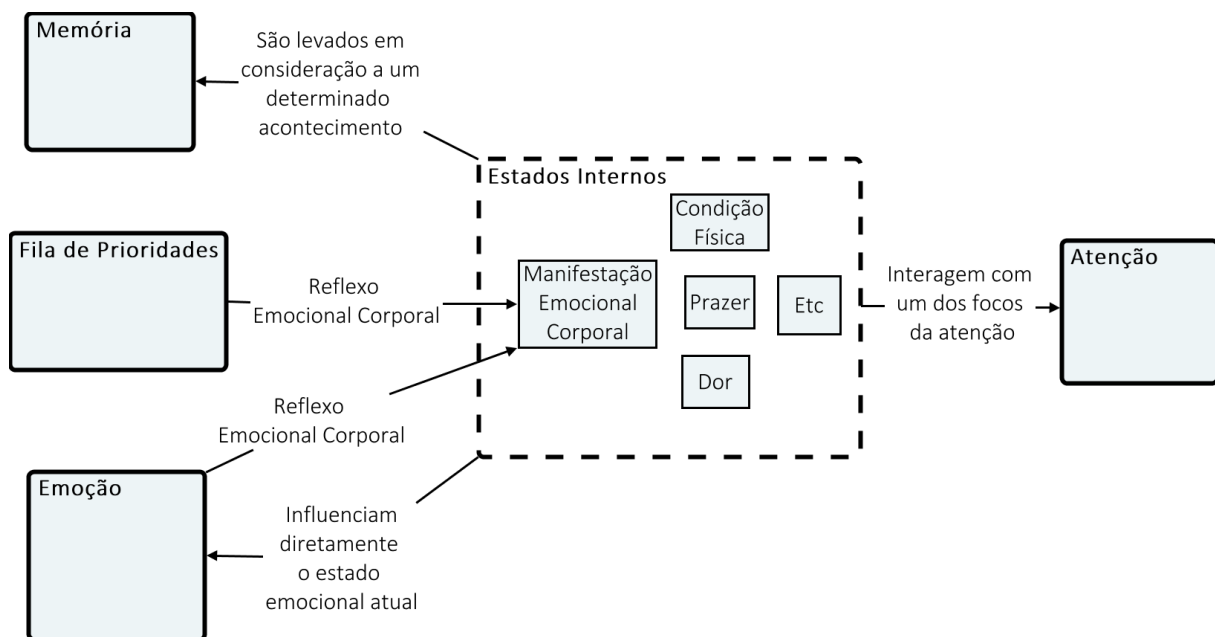 Memória
São levados em
consideração a um
determinado
acontecimento
Estados Internos
Condição
Física
Fila de Prioridades
Reflexo
Emocional Corporal
Manifestação
Emocional
Corporal
Prazer
Etc
Dor
Interagem com
um dos focos
da atenção
Atenção
Reflexo
Emocional Corporal
Emoção
Influenciam
diretamente
o estado
emocional atual